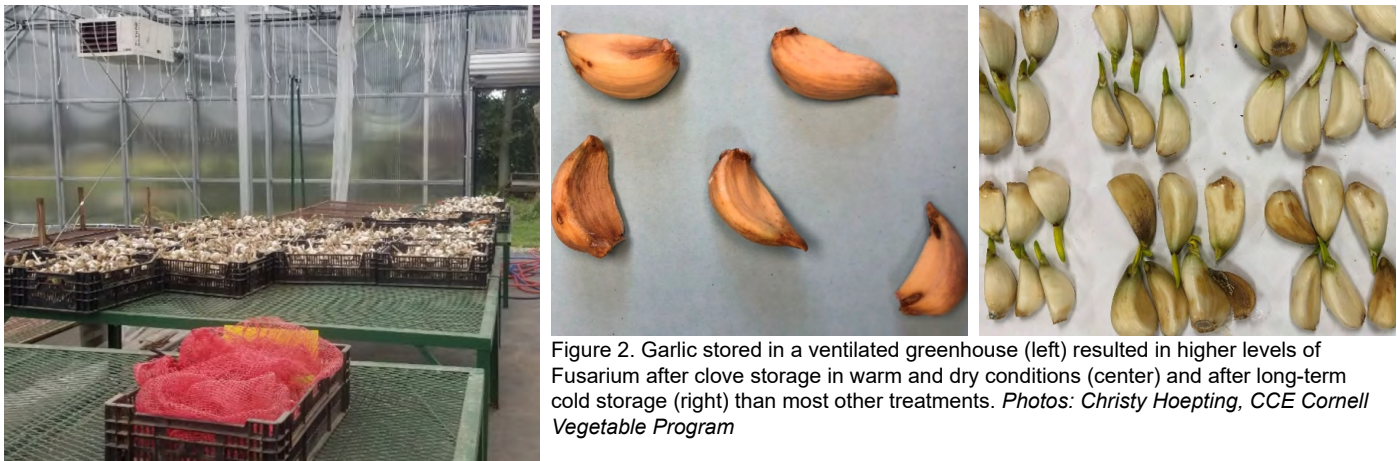 Figure 2. Garlic stored in a ventilated greenhouse (left) resulted in higher levels of
Fusarium after clove storage in warm and dry conditions (center) and after long-term
cold storage (right) than most other treatments. Photos: Christy Hoepting, CCE Cornell
Vegetable Program